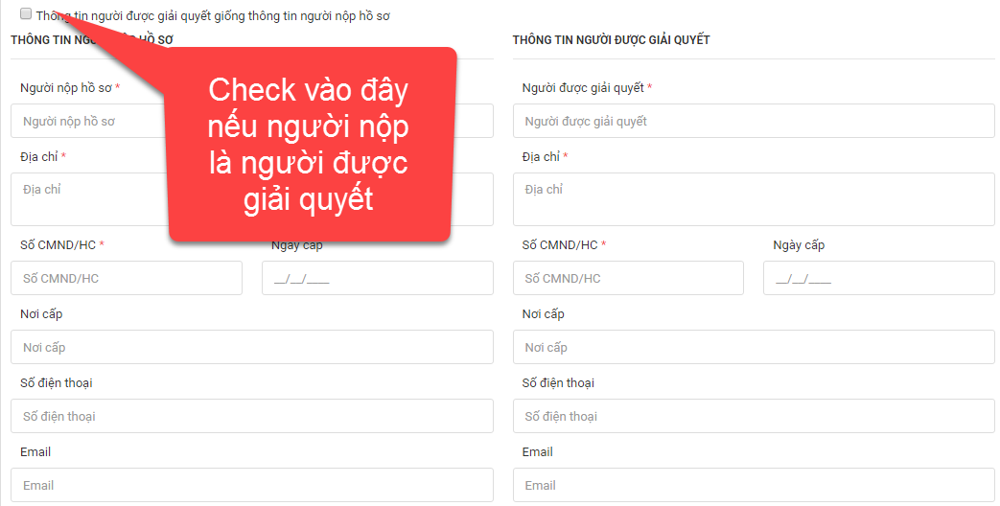 Thông tin người được giải quyết giống thông tin người nộp hồ sơ
THÔNG TIN NGƯỜI NỘP HỒ SƠ
THÔNG TIN NGƯỜI ĐƯỢC GIẢI QUYẾT
Check vào đây
nếu người nộp
là người được
giải quyết
Người nộp hồ sơ *
Người được giải quyết *
Người nộp hồ sơ
Người được giải quyết
Địa chỉ *
Địa chỉ *
Địa chỉ
Địa chỉ
Số CMND/HC *
Ngày cấp
Số CMND/HC *
Ngày cấp
Số CMND/HC
__/__/____
Số CMND/HC
__/__/____
Nơi cấp
Nơi cấp
Nơi cấp
Nơi cấp
Số điện thoại
Số điện thoại
Số điện thoại
Số điện thoại
Email
Email
Email
Email